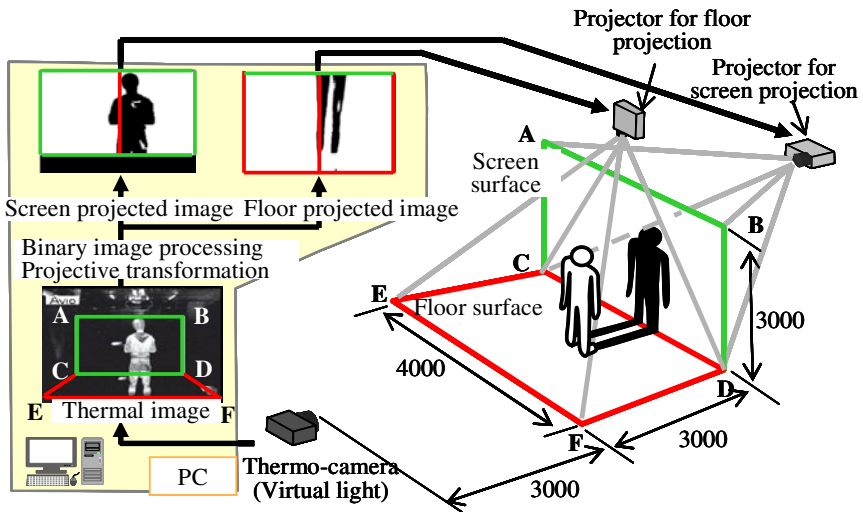 Projector for floor
projection
Projector for
screen projection
A
Screen
surface
B
C
E
Floor surface
3000
4000
D
F
3000
3000
Screen projected image
Floor projected image
Binary image processing
Projective transformation
Avio
A
B
C
D
E
F
Thermal image
PC
Thermo-camera
(Virtual light)